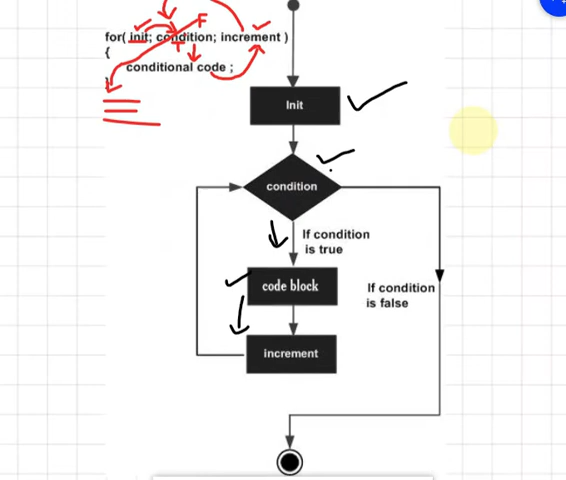 F
for( init; condition; increment )
T
{
conditional code ;
}
Init
condition
If condition
is true
code block
If condition
is false
increment